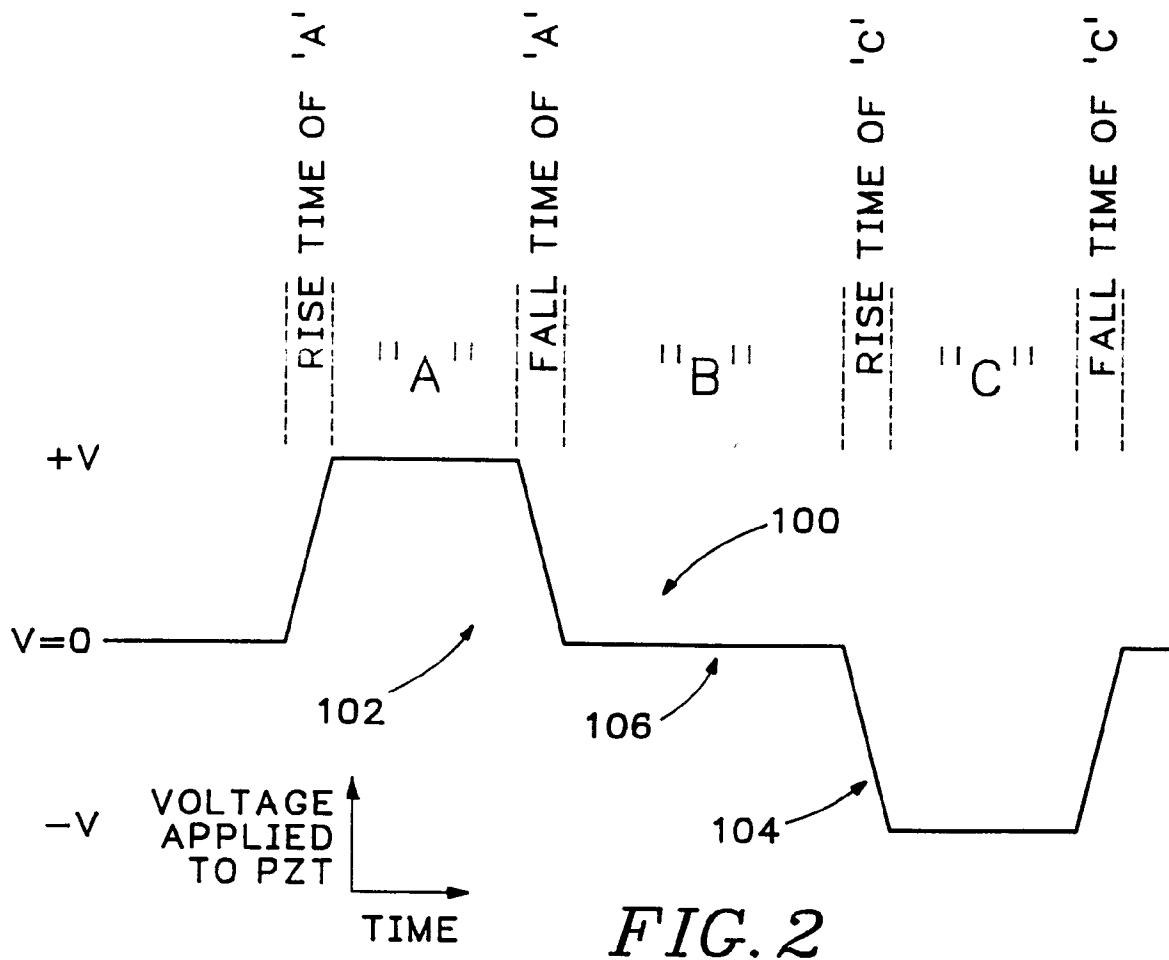 RISE TIME OF 'A'
FALL TIME OF 'A'
RISE TIME OF 'C'
FALL TIME OF 'C'
"A"
"B"
"C"
+V
100
V=0
102
106
VOLTAGE
APPLIED
TO PZT
-V
104
TIME
FIG. 2